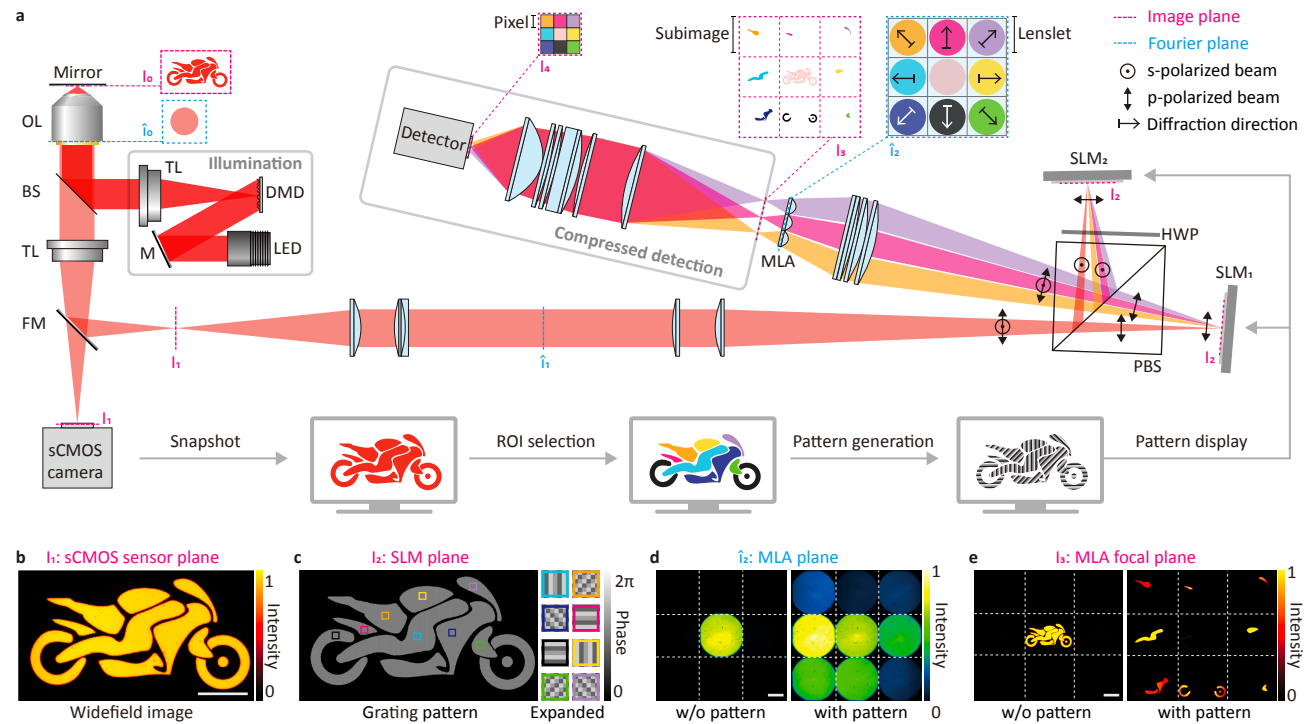 a
Mirror
I₀
OL
Î₀
BS
TL
Illumination
TL
DMD
M
LED
FM
I₁
Î₁
I₁
sCMOS
camera
Pixel
I₄
Detector
Compressed detection
Subimage
I₃
Lenslet
Î₂
MLA
Image plane
Fourier plane
s-polarized beam
p-polarized beam
Diffraction direction
SLM₂
I₂
HWP
SLM₁
I₂
PBS
Snapshot
ROI selection
Pattern generation
Pattern display
b I₁: sCMOS sensor plane
1
Intensity
0
Widefield image
c I₂: SLM plane
2π
Phase
0
Grating pattern
Expanded
d Î₂: MLA plane
1
Intensity
0
w/o pattern
with pattern
e I₃: MLA focal plane
1
Intensity
0
w/o pattern
with pattern